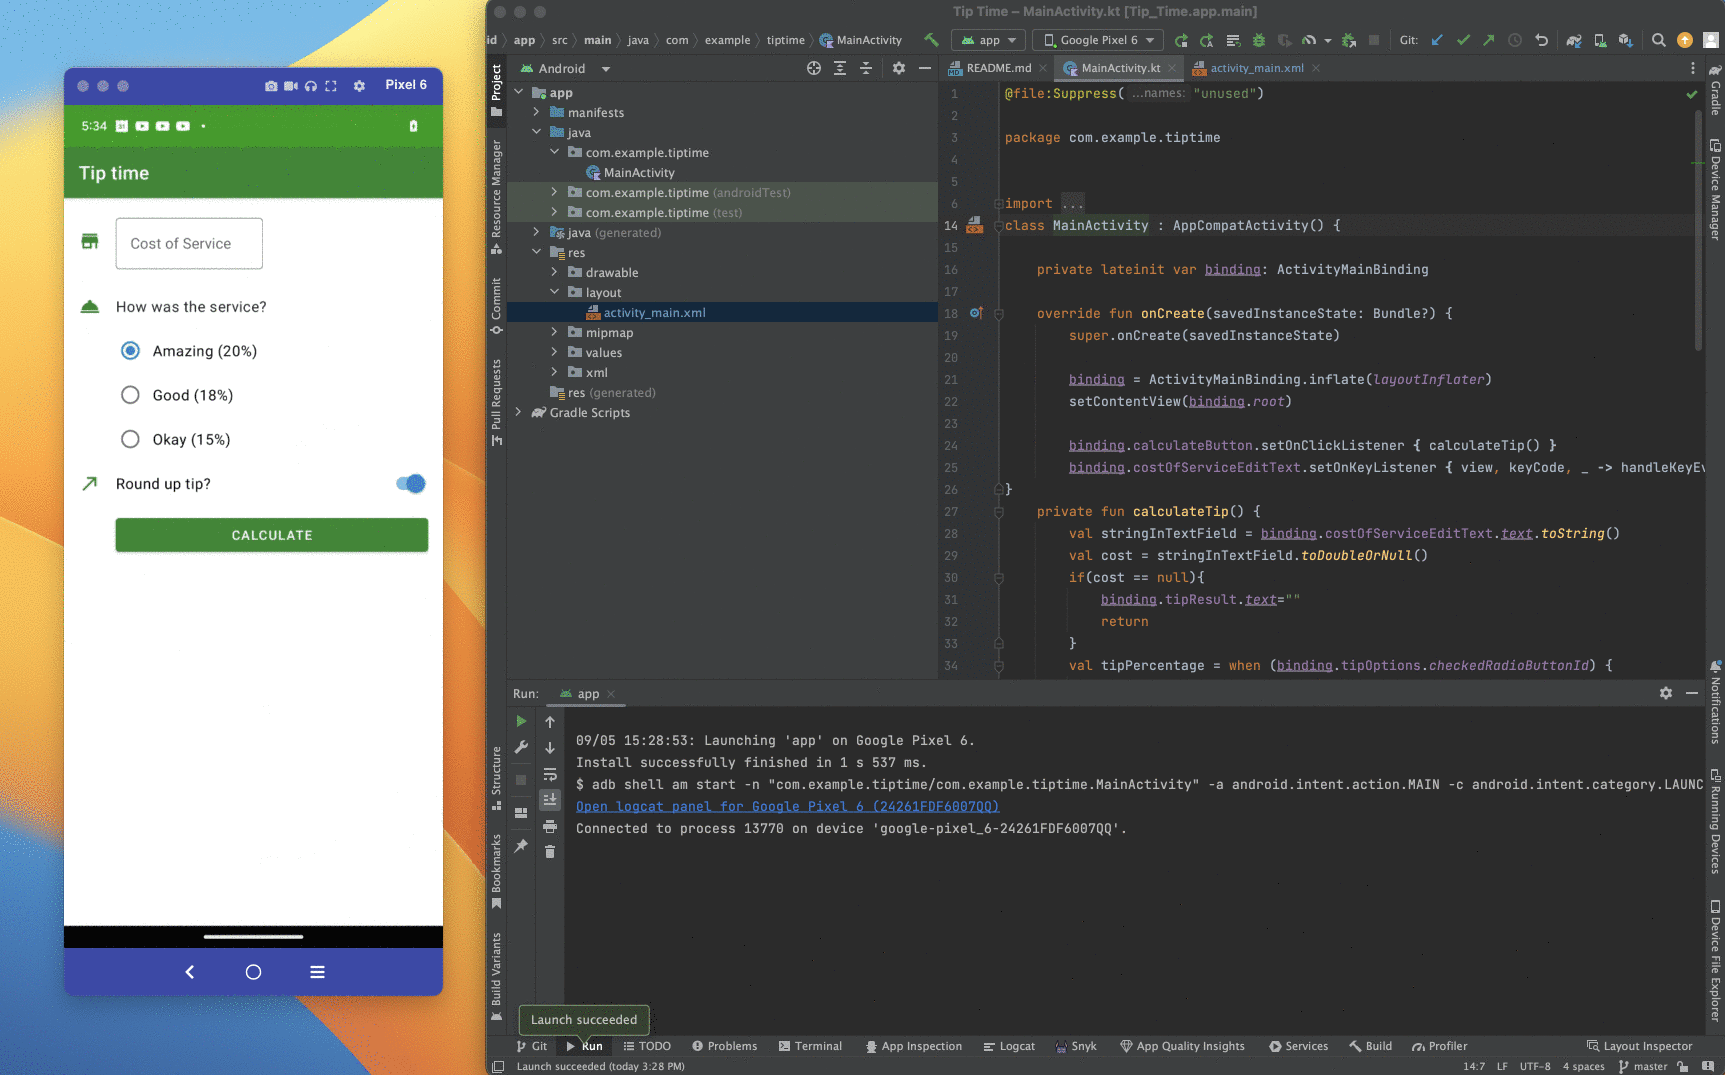 Pixel 6
5:34
31
Tip time
Cost of Service
How was the service?
Amazing (20%)
Good (18%)
Okay (15%)
Round up tip?
CALCULATE
Tip Time – MainActivity.kt [Tip_Time.app.main]
id
app
src
main
java
com
example
tiptime
MainActivity
app
Google Pixel 6
Git:
Project
Resource Manager
Commit
Pull Requests
Structure
Bookmarks
Build Variants
Android
app
manifests
java
com.example.tiptime
MainActivity
com.example.tiptime (androidTest)
com.example.tiptime (test)
java (generated)
res
drawable
layout
activity_main.xml
mipmap
values
xml
res (generated)
Gradle Scripts
README.md
MainActivity.kt
activity_main.xml
1 @file:Suppress( ...names: "unused")
2
3 package com.example.tiptime
4
5
6 import ...
14 class MainActivity : AppCompatActivity() {
15
16 private lateinit var binding: ActivityMainBinding
17
18 override fun onCreate(savedInstanceState: Bundle?) {
19 super.onCreate(savedInstanceState)
20
21 binding = ActivityMainBinding.inflate(layoutInflater)
22 setContentView(binding.root)
23
24 binding.calculateButton.setOnClickListener { calculateTip() }
25 binding.costOfServiceEditText.setOnKeyListener { view, keyCode, _ -> handleKeyEv
26 }
27 private fun calculateTip() {
28 val stringInTextField = binding.costOfServiceEditText.text.toString()
29 val cost = stringInTextField.toDoubleOrNull()
30 if(cost == null){
31 binding.tipResult.text=""
32 return
33 }
34 val tipPercentage = when (binding.tipOptions.checkedRadioButtonId) {
Gradle
Device Manager
Notifications
Running Devices
Device File Explorer
Run:
app
09/05 15:28:53: Launching 'app' on Google Pixel 6.
Install successfully finished in 1 s 537 ms.
$ adb shell am start -n "com.example.tiptime/com.example.tiptime.MainActivity" -a android.intent.action.MAIN -c android.intent.category.LAUNC
Open logcat panel for Google Pixel 6 (24261FDF6007QQ)
Connected to process 13770 on device 'google-pixel_6-24261FDF6007QQ'.
Launch succeeded
Git
Run
TODO
Problems
Terminal
App Inspection
Logcat
Snyk
App Quality Insights
Services
Build
Profiler
Layout Inspector
Launch succeeded (today 3:28 PM)
14:7
LF
UTF-8
4 spaces
master